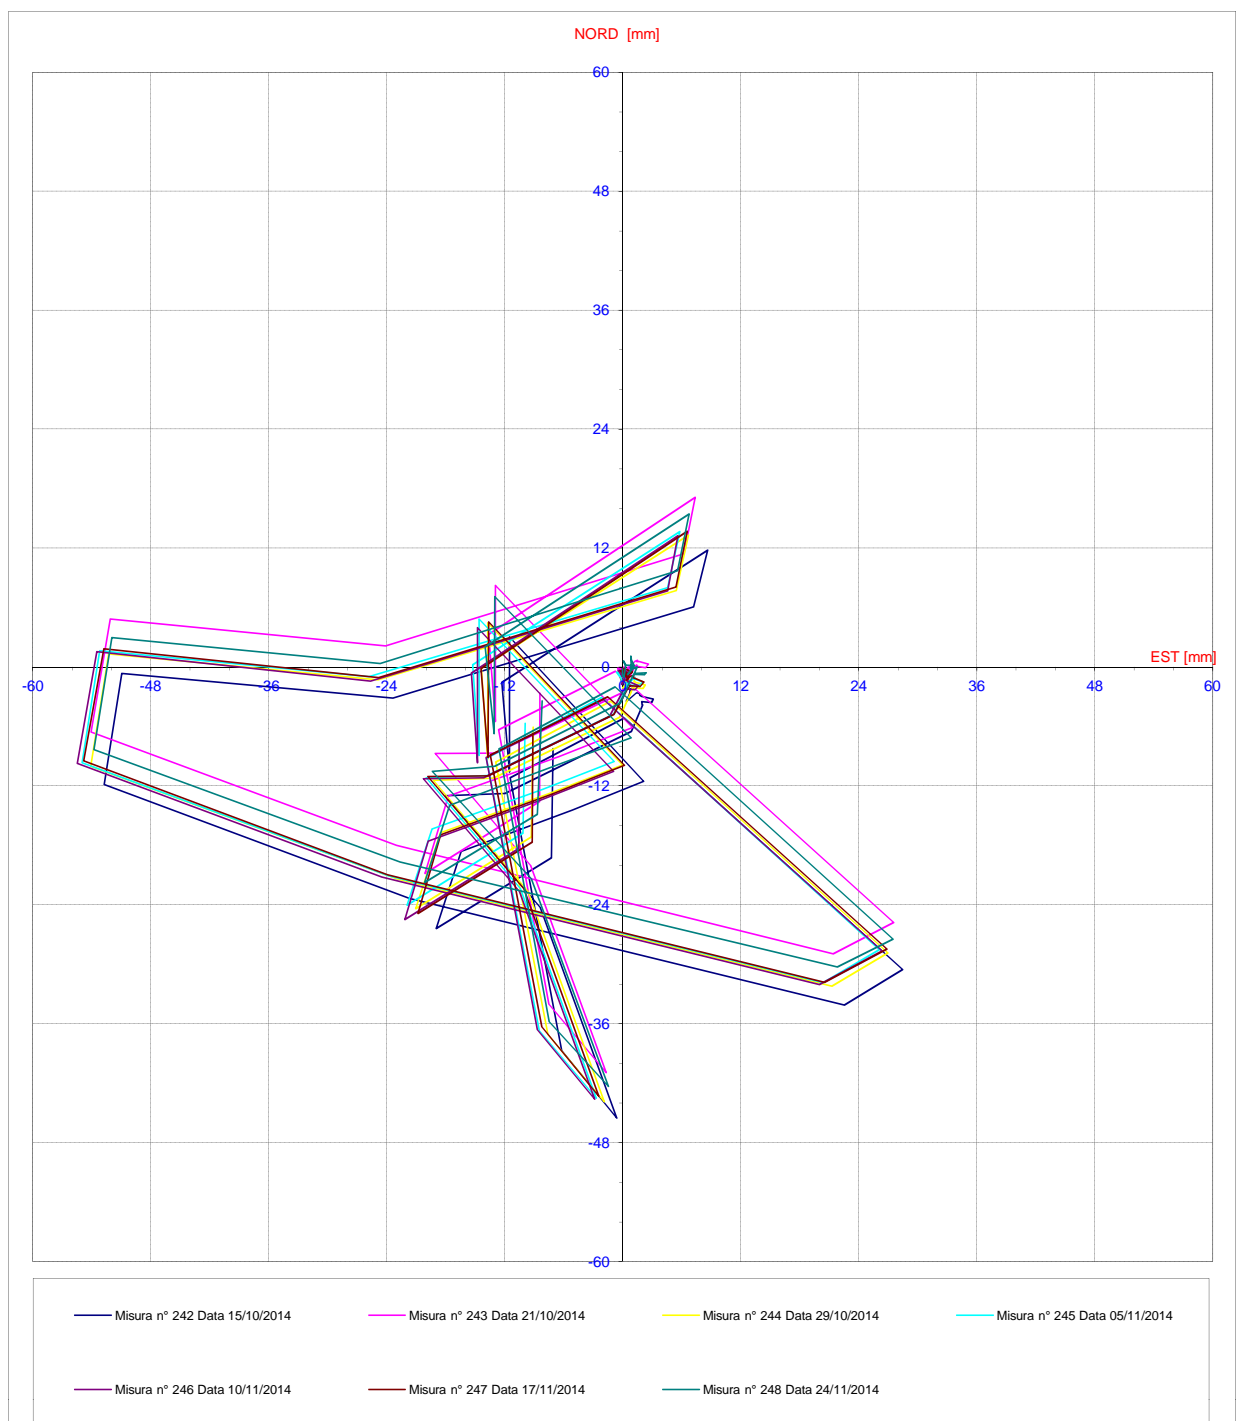 NORD [mm]
60
48
36
24
12
0
EST [mm]
-60 -48 -36 -24 -12 0 12 24 36 48 60
-12
-24
-36
-48
-60
Misura n° 242 Data 15/10/2014 Misura n° 243 Data 21/10/2014 Misura n° 244 Data 29/10/2014 Misura n° 245 Data 05/11/2014
Misura n° 246 Data 10/11/2014 Misura n° 247 Data 17/11/2014 Misura n° 248 Data 24/11/2014